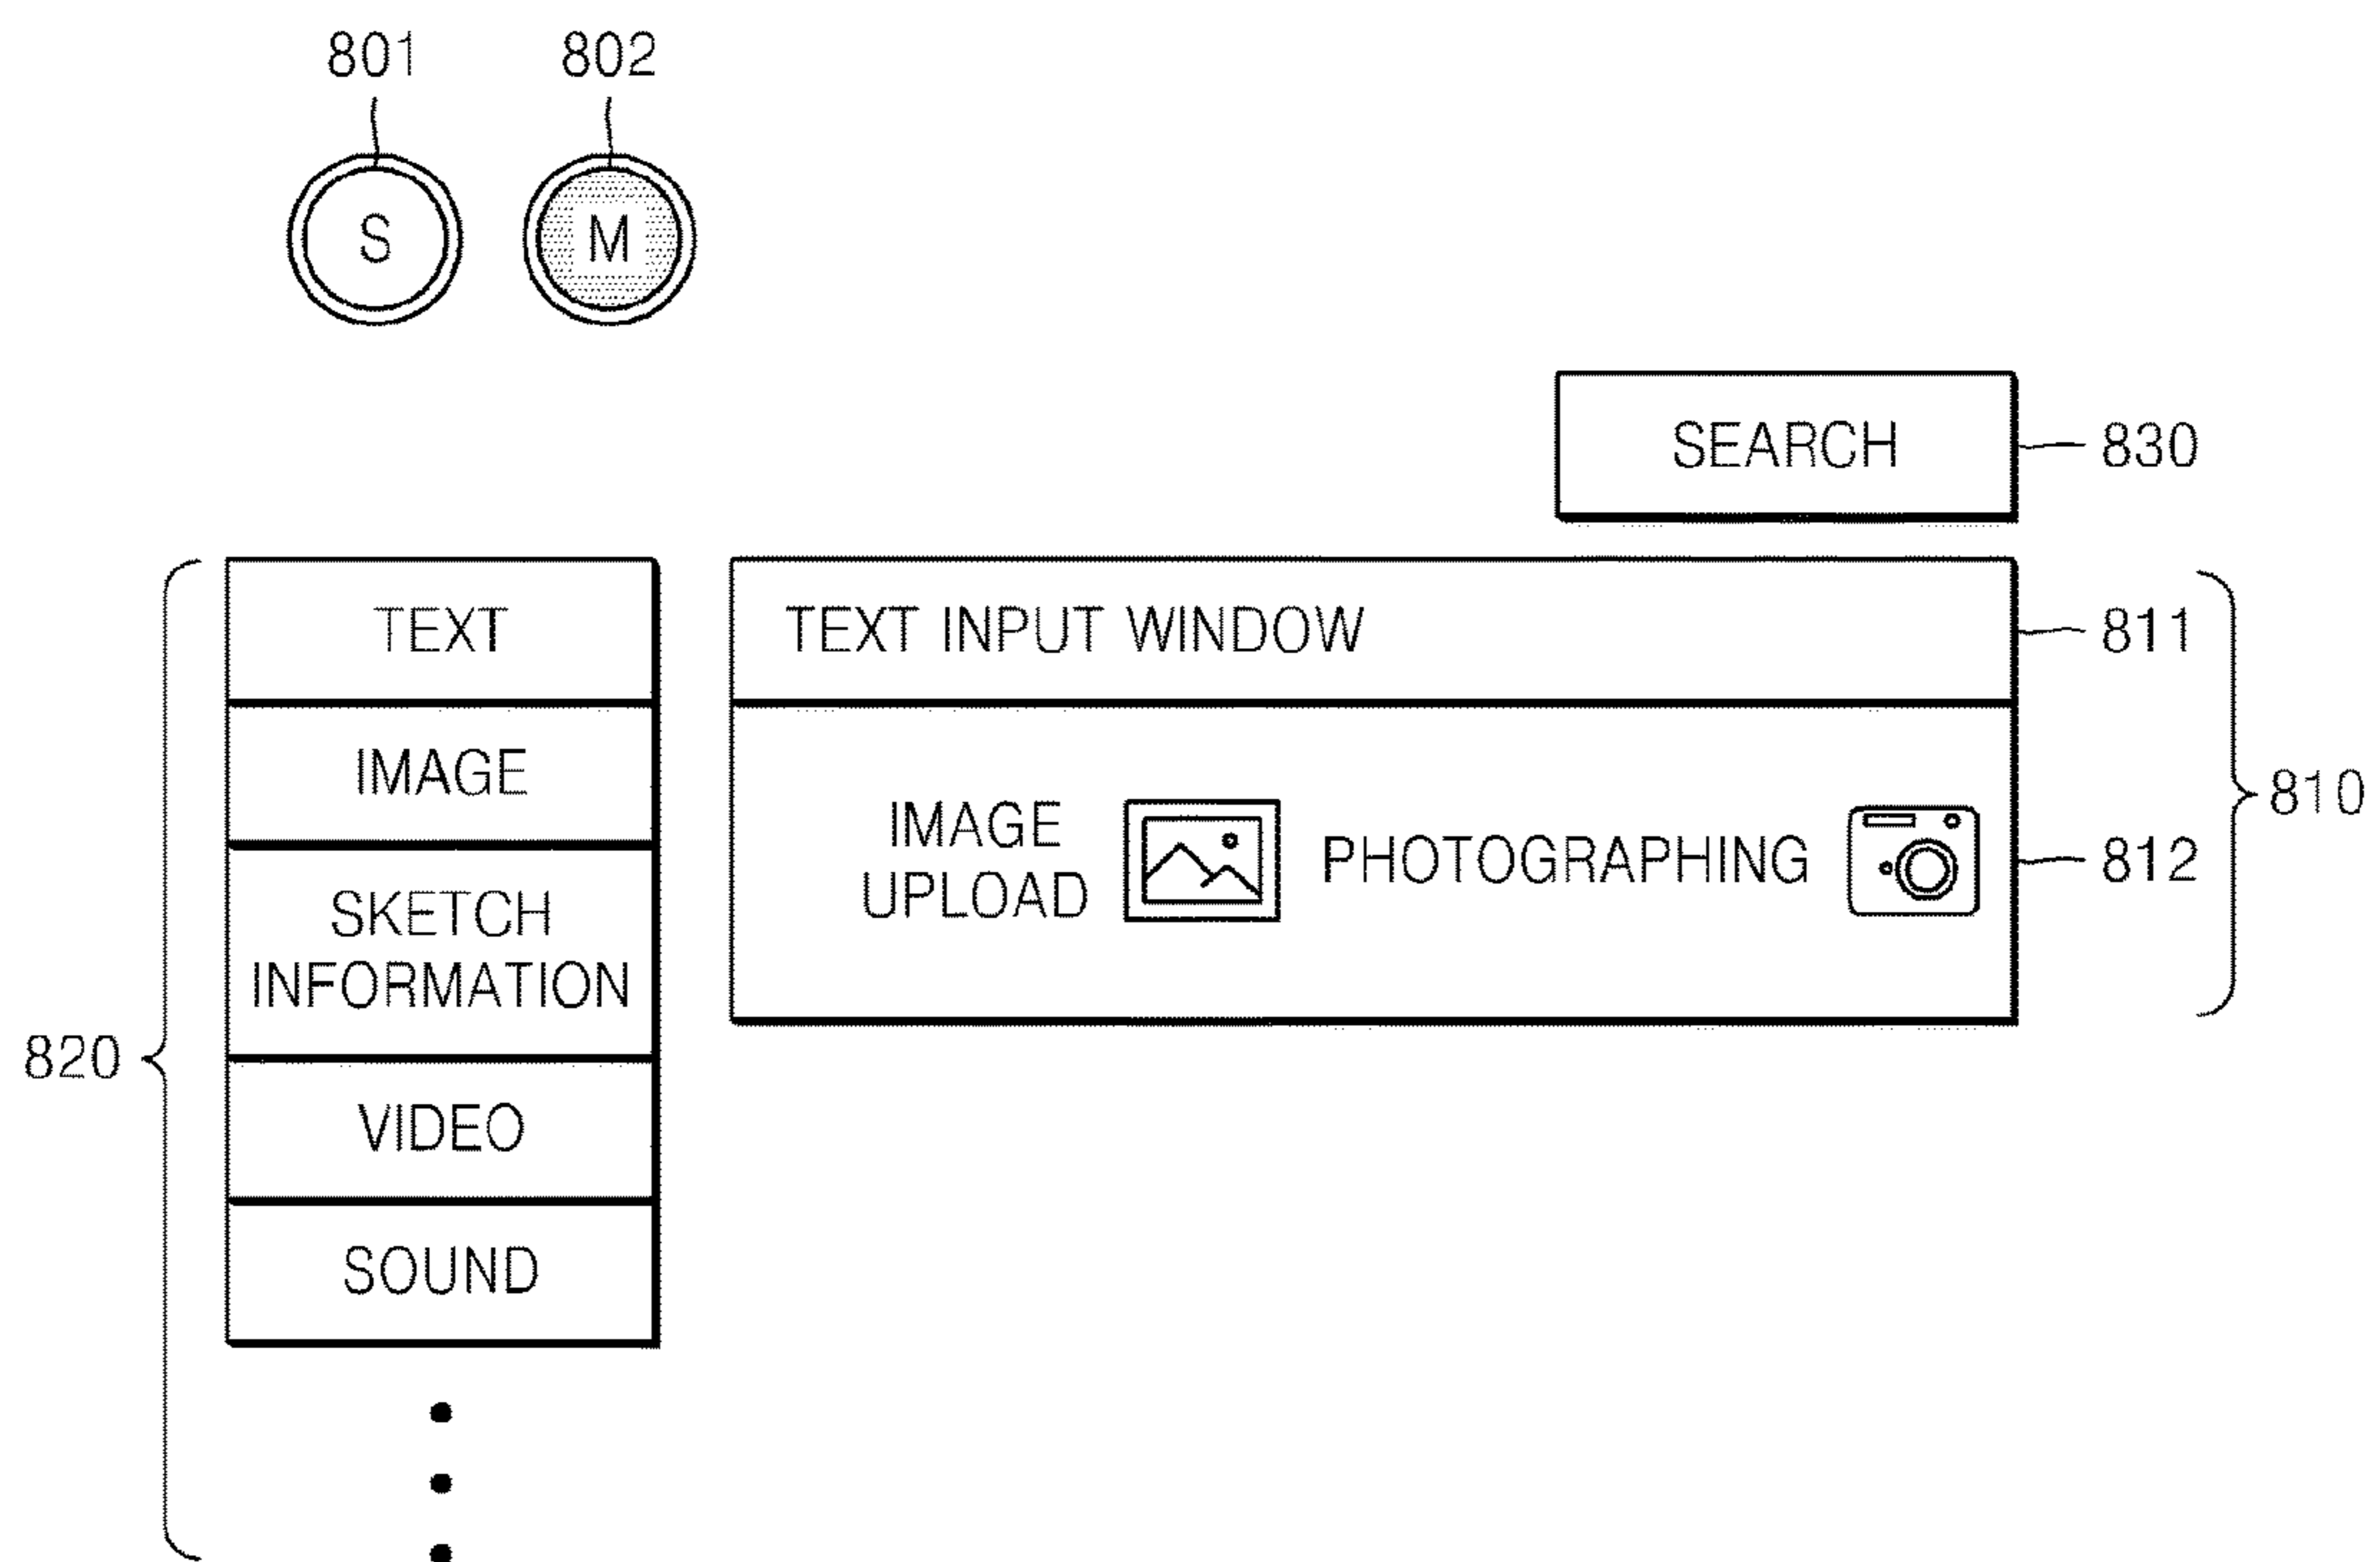 801 802
S M
SEARCH 830
TEXT
IMAGE
SKETCH
INFORMATION
VIDEO
SOUND
820
TEXT INPUT WINDOW 811
IMAGE
UPLOAD
PHOTOGRAPHING
812
810